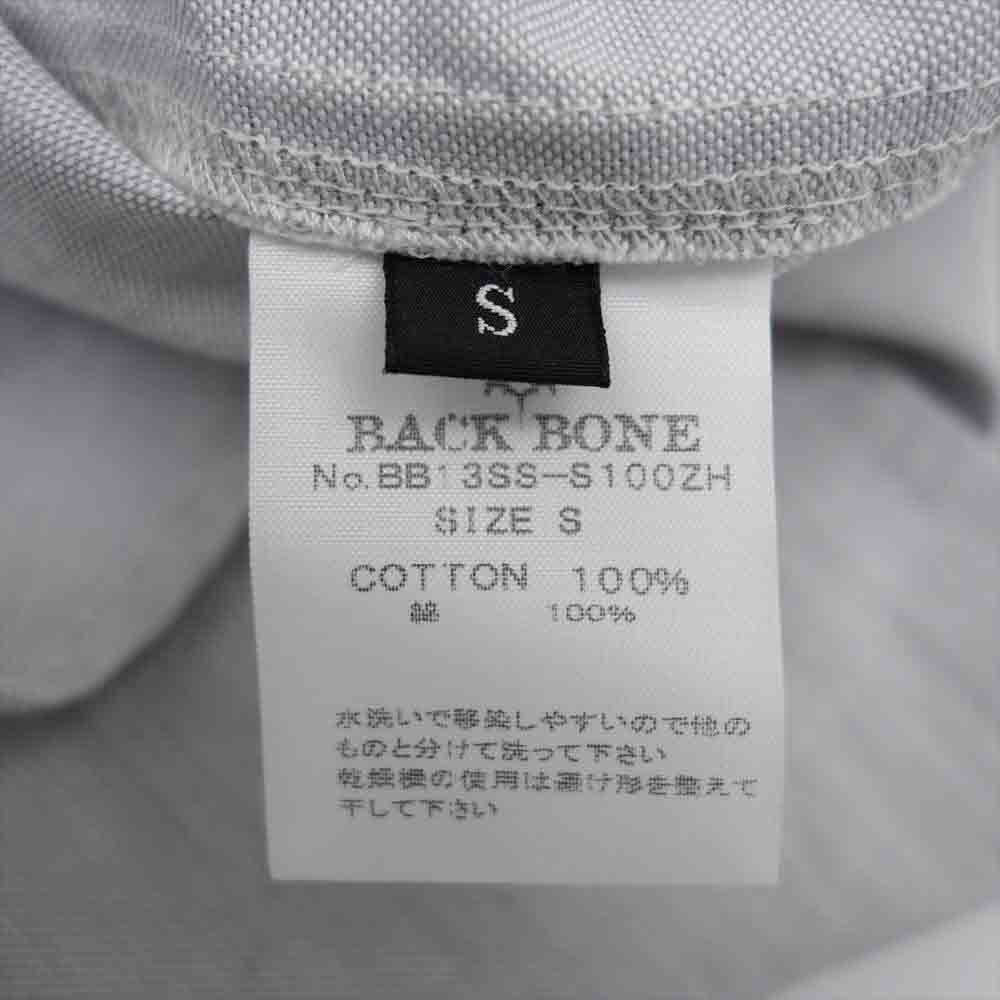 S
BACK BONE
No.BB13SS-S100ZH
SIZE S
COTTON 100%
綿 100%
水洗いで移染しやすいので他の
ものと分けて洗って下さい
乾燥機の使用は避け形を整えて
干して下さい